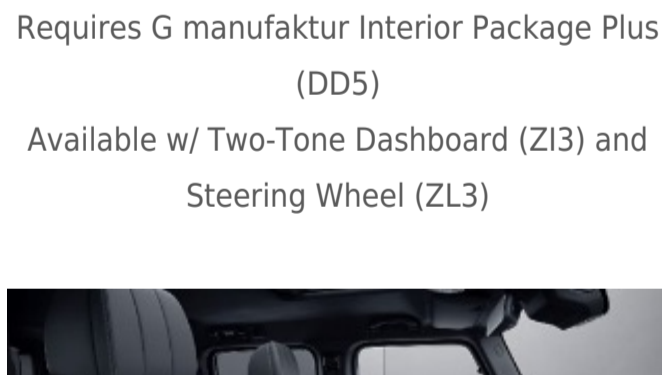 Requires G manufaktur Interior Package Plus
(DD5)
Available w/ Two-Tone Dashboard (ZI3) and
Steering Wheel (ZL3)